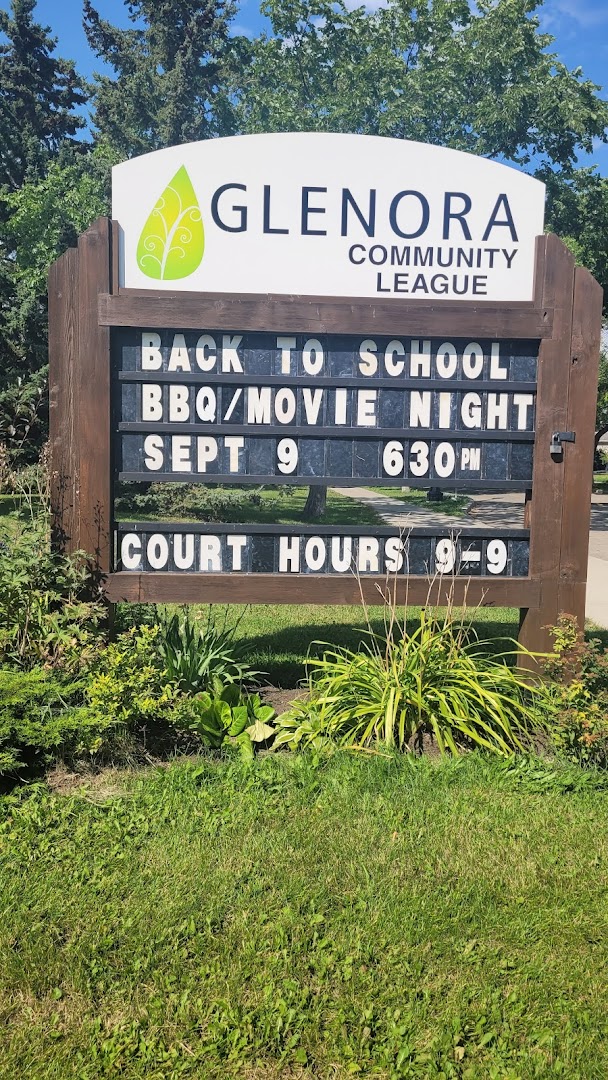 GLENORA
COMMUNITY
LEAGUE
BACK TO SCHOOL
BBQ/MOVIE NIGHT
SEPT 9 630PM
COURT HOURS 9-9